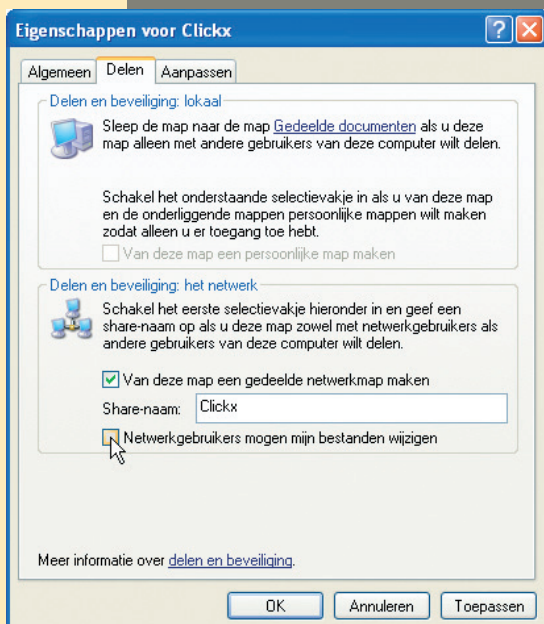 Eigenschappen voor Clickx
Algemeen Delen Aanpassen
Delen en beveiliging: lokaal
Sleep de map naar de map Gedeelde documenten als u deze
map alleen met andere gebruikers van deze computer wilt delen.
Schakel het onderstaande selectievakje in als u van deze map
en de onderliggende mappen persoonlijke mappen wilt maken
zodat alleen u er toegang toe hebt.
Van deze map een persoonlijke map maken
Delen en beveiliging: het netwerk
Schakel het eerste selectievakje hieronder in en geef een
share-naam op als u deze map zowel met netwerkgebruikers als
andere gebruikers van deze computer wilt delen.
Van deze map een gedeelde netwerkmap maken
Share-naam: Clickx
Netwerkgebruikers mogen mijn bestanden wijzigen
Meer informatie over delen en beveiliging.
OK Annuleren Toepassen